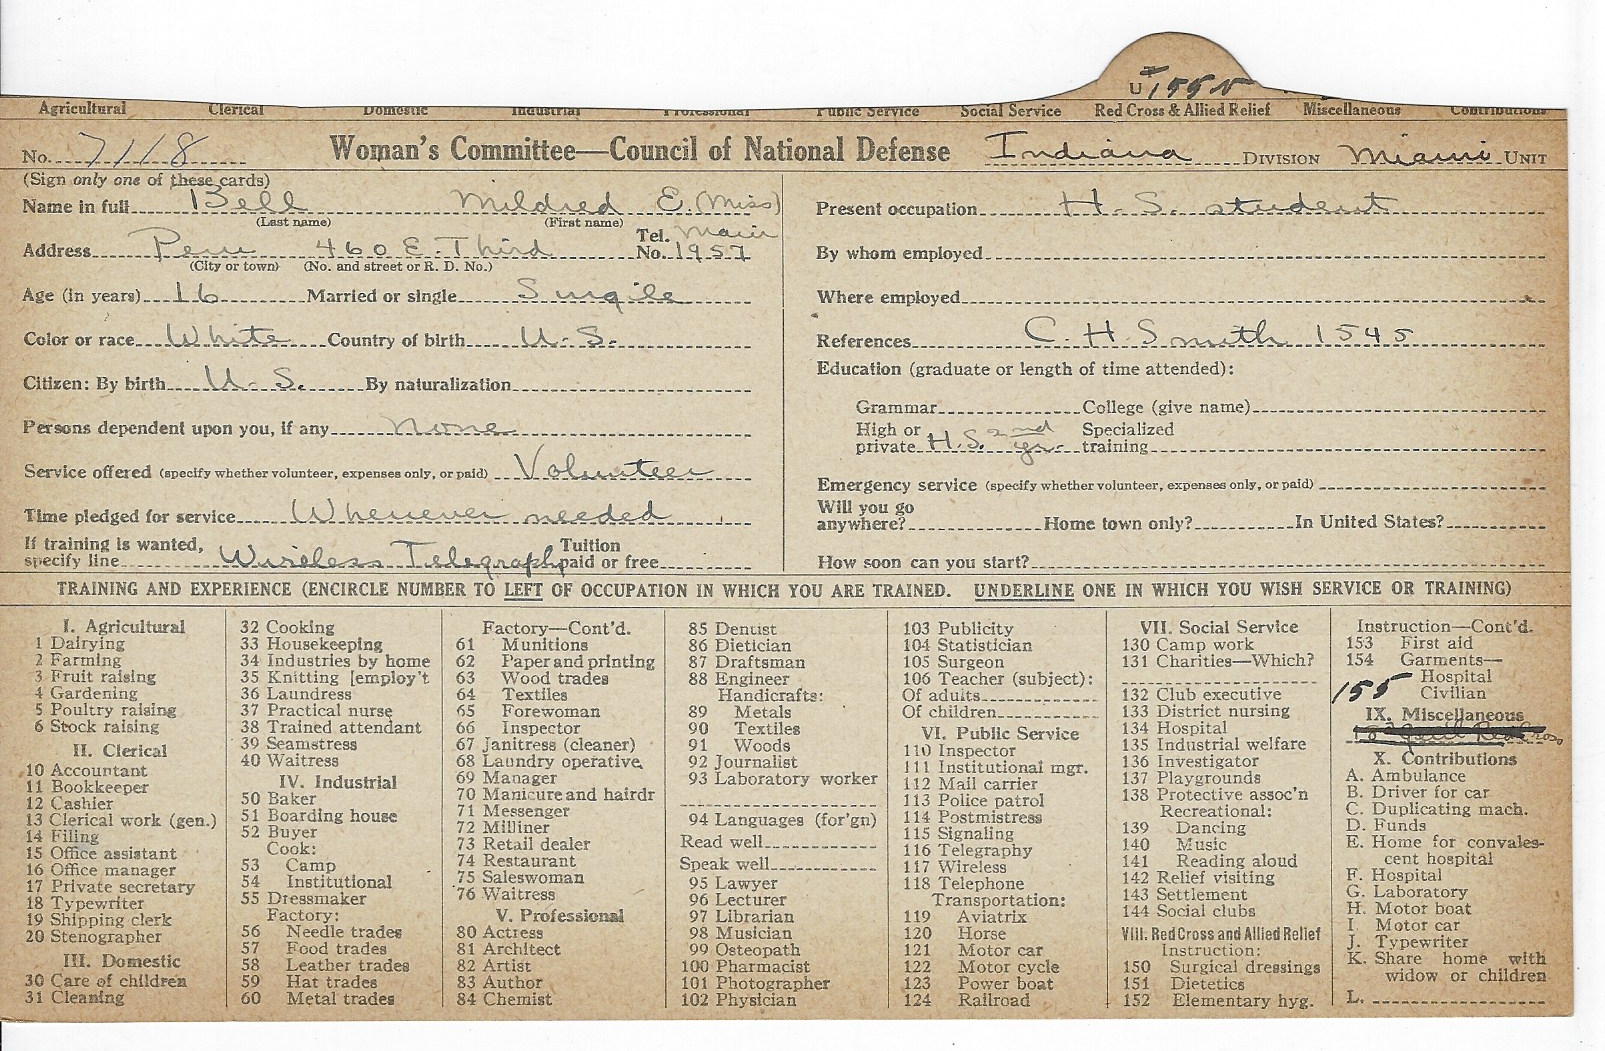 U 155
Agricultural Clerical Domestic Industrial Professional Public Service Social Service Red Cross & Allied Relief Miscellaneous Contributions
No. 7118 Woman's Committee—Council of National Defense Indiana DIVISION Miami UNIT
(Sign only one of these cards)
Name in full Bell Mildred E. (Miss)
(Last name) (First name)
Address Peru 460 E. Third Tel. Main No. 1957
(City or town) (No. and street or R. D. No.)
Age (in years) 16 Married or single Single
Color or race White Country of birth U. S.
Citizen: By birth U. S. By naturalization
Persons dependent upon you, if any None
Service offered (specify whether volunteer, expenses only, or paid) Volunteer
Time pledged for service Whenever needed
If training is wanted, specify line Wireless Telegraphy Tuition paid or free
Present occupation H. S. student
By whom employed
Where employed
References C. H. Smith 1545
Education (graduate or length of time attended):
Grammar College (give name)
High or private H.S. 2nd yr. Specialized training
Emergency service (specify whether volunteer, expenses only, or paid)
Will you go anywhere? Home town only? In United States?
How soon can you start?
TRAINING AND EXPERIENCE (ENCIRCLE NUMBER TO LEFT OF OCCUPATION IN WHICH YOU ARE TRAINED. UNDERLINE ONE IN WHICH YOU WISH SERVICE OR TRAINING)
I. Agricultural
1 Dairying
2 Farming
3 Fruit raising
4 Gardening
5 Poultry raising
6 Stock raising
II. Clerical
10 Accountant
11 Bookkeeper
12 Cashier
13 Clerical work (gen.)
14 Filing
15 Office assistant
16 Office manager
17 Private secretary
18 Typewriter
19 Shipping clerk
20 Stenographer
III. Domestic
30 Care of children
31 Cleaning
32 Cooking
33 Housekeeping
34 Industries by home
35 Knitting [employ't
36 Laundress
37 Practical nurse
38 Trained attendant
39 Seamstress
40 Waitress
IV. Industrial
50 Baker
51 Boarding house
52 Buyer
Cook:
53 Camp
54 Institutional
55 Dressmaker
Factory:
56 Needle trades
57 Food trades
58 Leather trades
59 Hat trades
60 Metal trades
Factory—Cont'd.
61 Munitions
62 Paper and printing
63 Wood trades
64 Textiles
65 Forewoman
66 Inspector
67 Janitress (cleaner)
68 Laundry operative
69 Manager
70 Manicure and hairdr
71 Messenger
72 Milliner
73 Retail dealer
74 Restaurant
75 Saleswoman
76 Waitress
V. Professional
80 Actress
81 Architect
82 Artist
83 Author
84 Chemist
85 Dentist
86 Dietician
87 Draftsman
88 Engineer
Handicrafts:
89 Metals
90 Textiles
91 Woods
92 Journalist
93 Laboratory worker
94 Languages (for'gn)
Read well
Speak well
95 Lawyer
96 Lecturer
97 Librarian
98 Musician
99 Osteopath
100 Pharmacist
101 Photographer
102 Physician
103 Publicity
104 Statistician
105 Surgeon
106 Teacher (subject):
Of adults
Of children
VI. Public Service
110 Inspector
111 Institutional mgr.
112 Mail carrier
113 Police patrol
114 Postmistress
115 Signaling
116 Telegraphy
117 Wireless
118 Telephone
Transportation:
119 Aviatrix
120 Horse
121 Motor car
122 Motor cycle
123 Power boat
124 Railroad
VII. Social Service
130 Camp work
131 Charities—Which?
132 Club executive
133 District nursing
134 Hospital
135 Industrial welfare
136 Investigator
137 Playgrounds
138 Protective assoc'n
Recreational:
139 Dancing
140 Music
141 Reading aloud
142 Relief visiting
143 Settlement
144 Social clubs
VIII. Red Cross and Allied Relief
Instruction:
150 Surgical dressings
151 Dietetics
152 Elementary hyg.
Instruction—Cont'd.
153 First aid
154 Garments—
Hospital
155 Civilian
IX. Miscellaneous
X. Contributions
A. Ambulance
B. Driver for car
C. Duplicating mach.
D. Funds
E. Home for convales-
cent hospital
F. Hospital
G. Laboratory
H. Motor boat
I. Motor car
J. Typewriter
K. Share home with
widow or children
L.